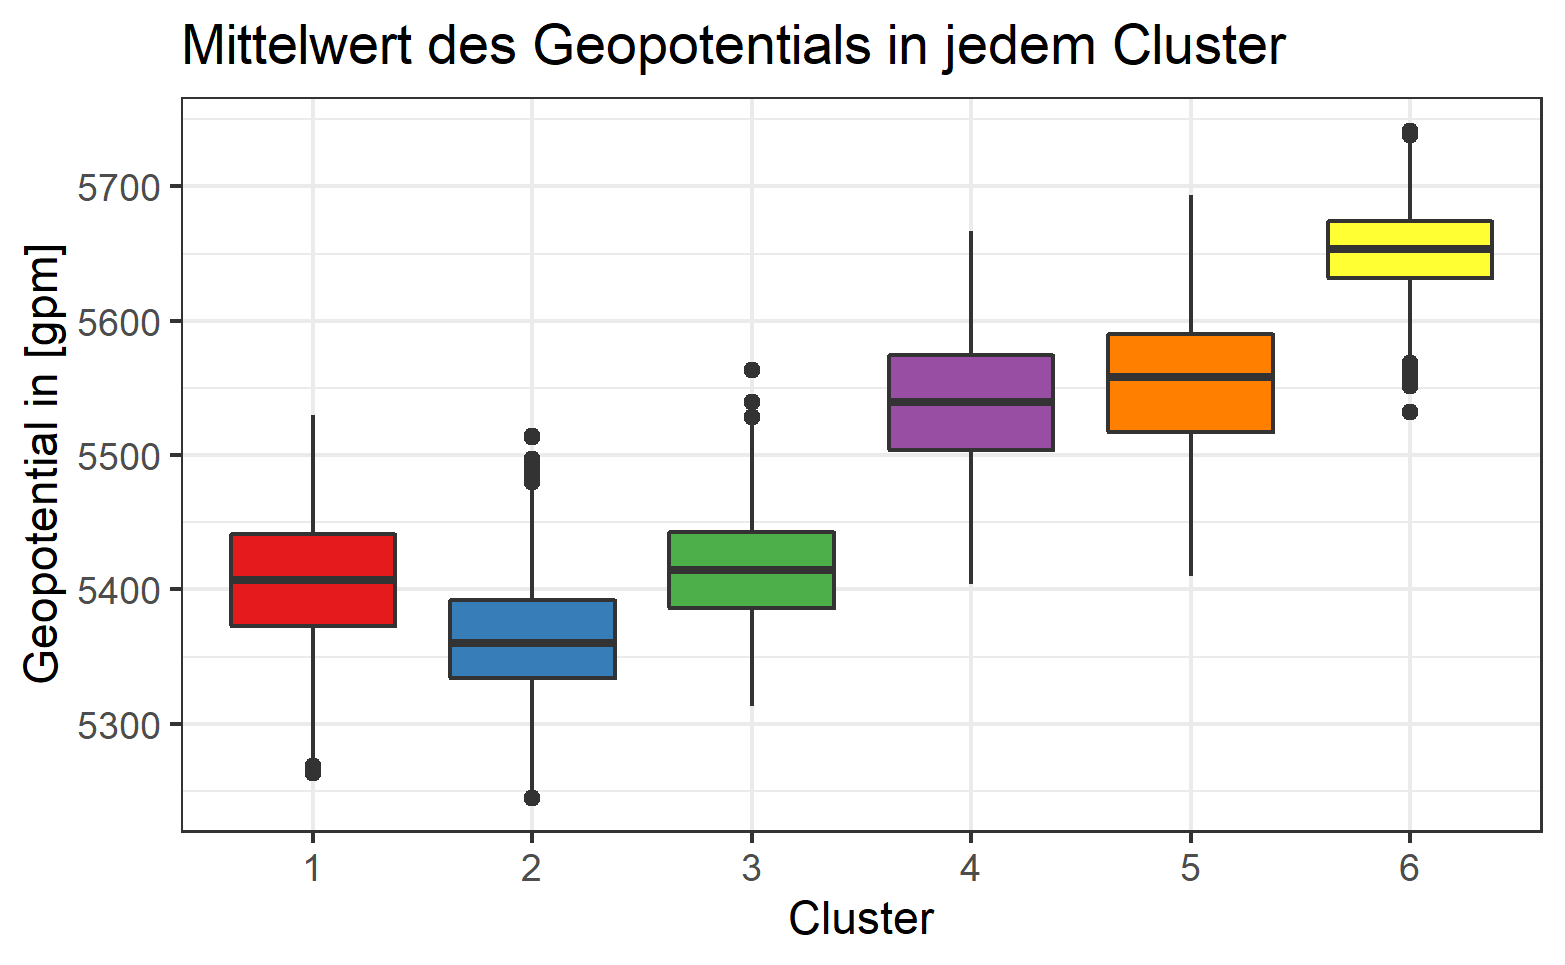 Mittelwert des Geopotentials in jedem Cluster
Geopotential in [gpm]
5700
5600
5500
5400
5300
1 2 3 4 5 6
Cluster